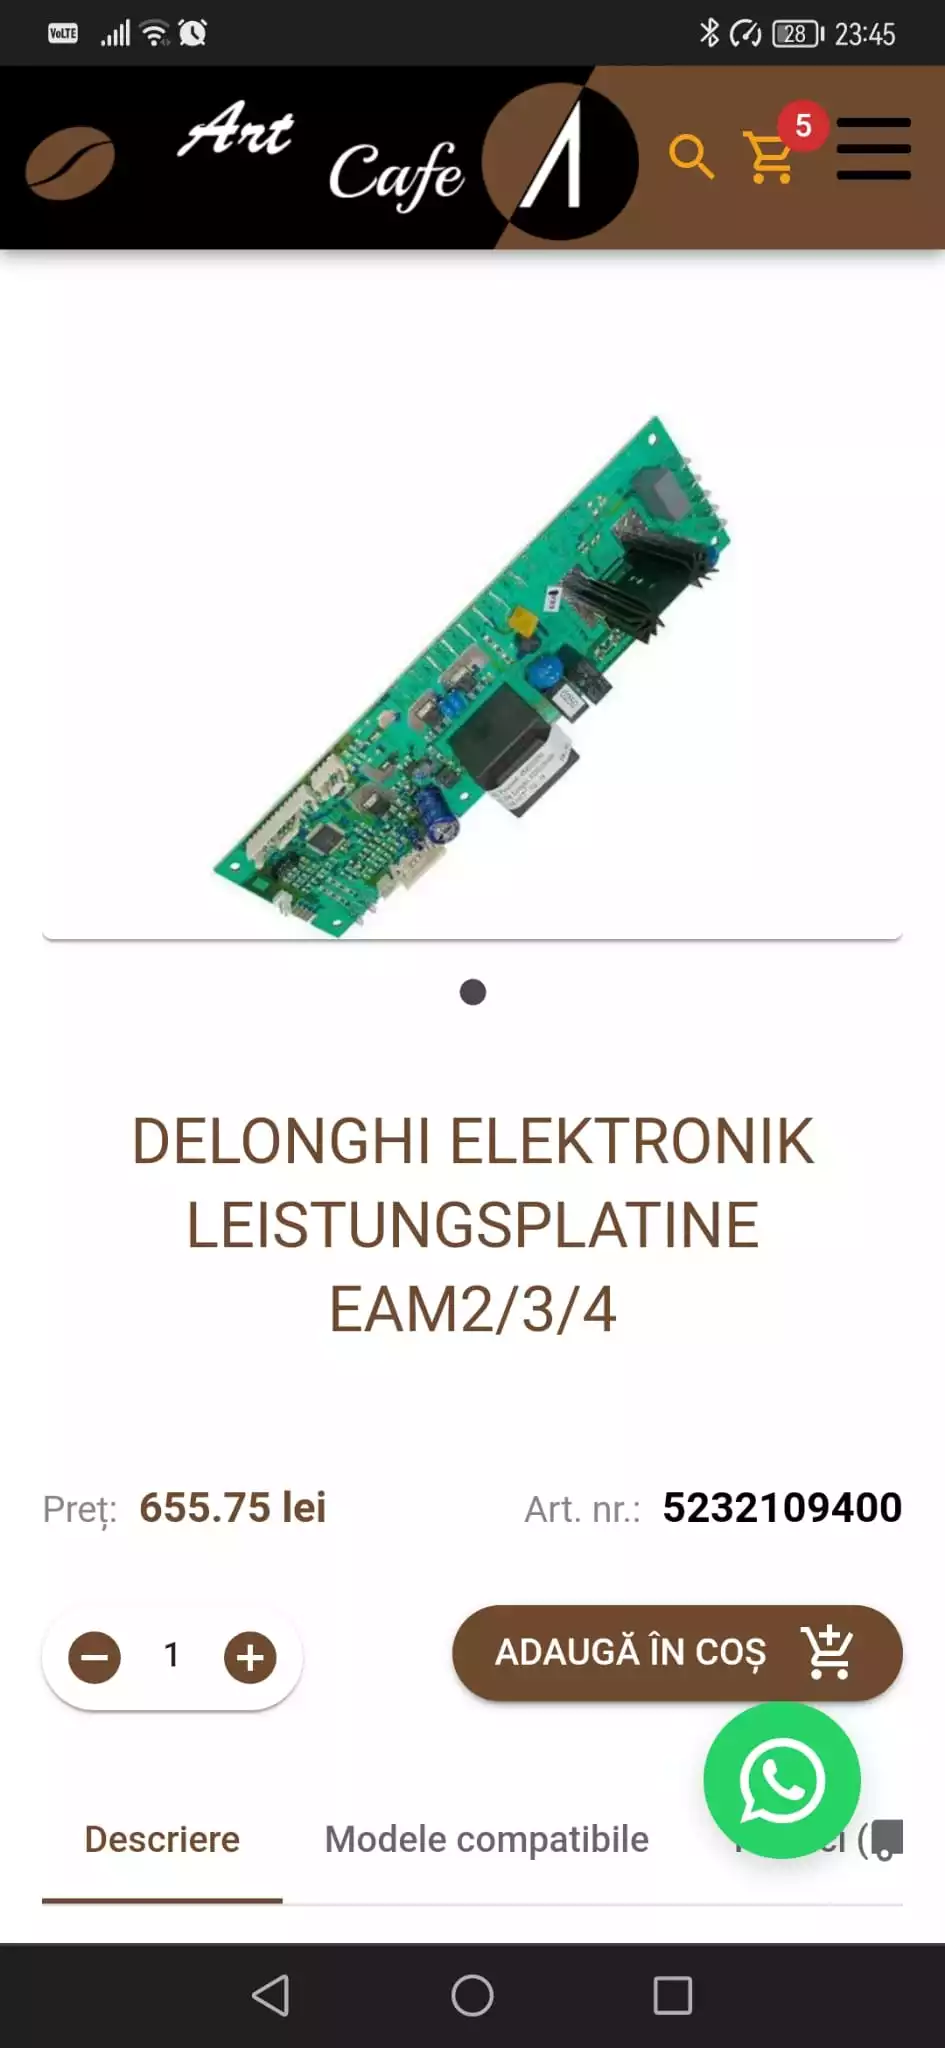 VoLTE 28 23:45
Art
Cafe
5
DELONGHI ELEKTRONIK
LEISTUNGSPLATINE
EAM2/3/4
Preț: 655.75 lei Art. nr.: 5232109400
1 ADAUGĂ ÎN COȘ
Descriere Modele compatibile